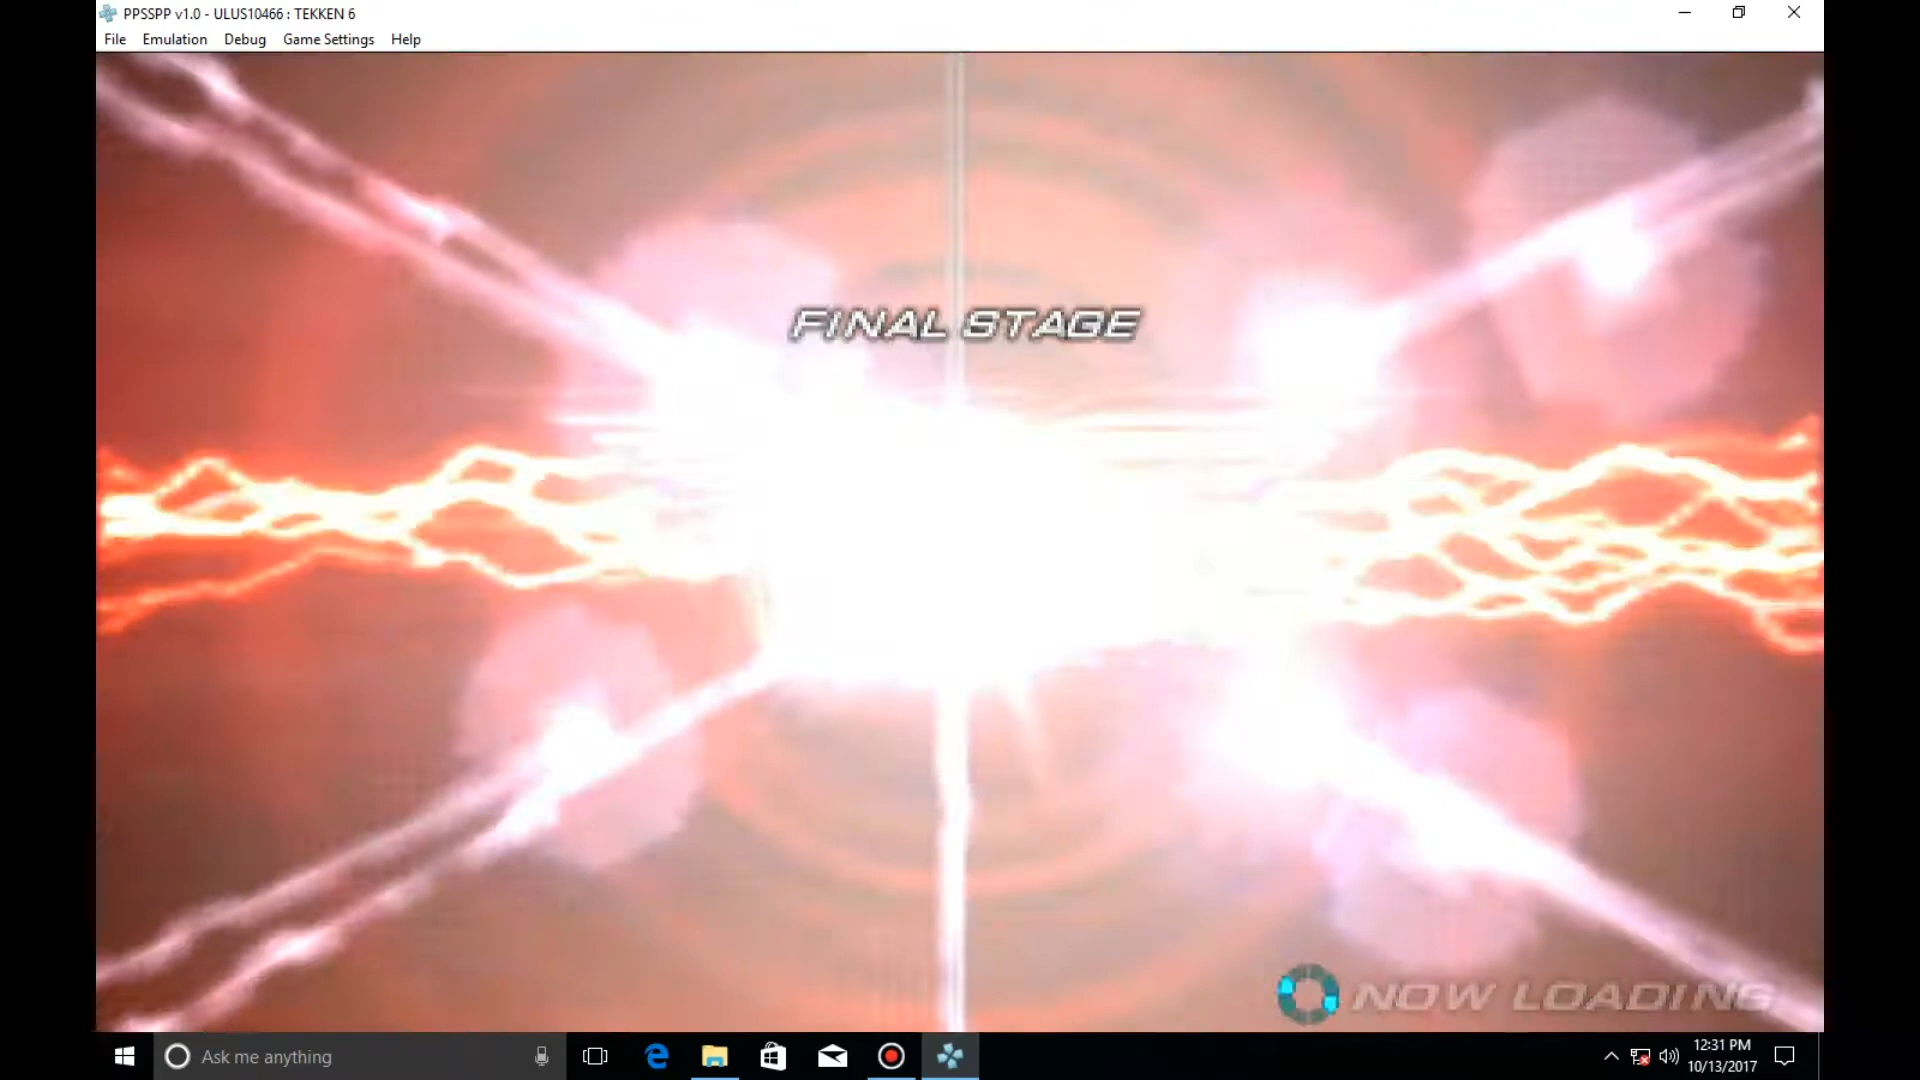 PPSSPP v1.0 - ULUS10466 : TEKKEN 6
File Emulation Debug Game Settings Help
FINAL STAGE
NOW LOADING
Ask me anything
12:31 PM
10/13/2017